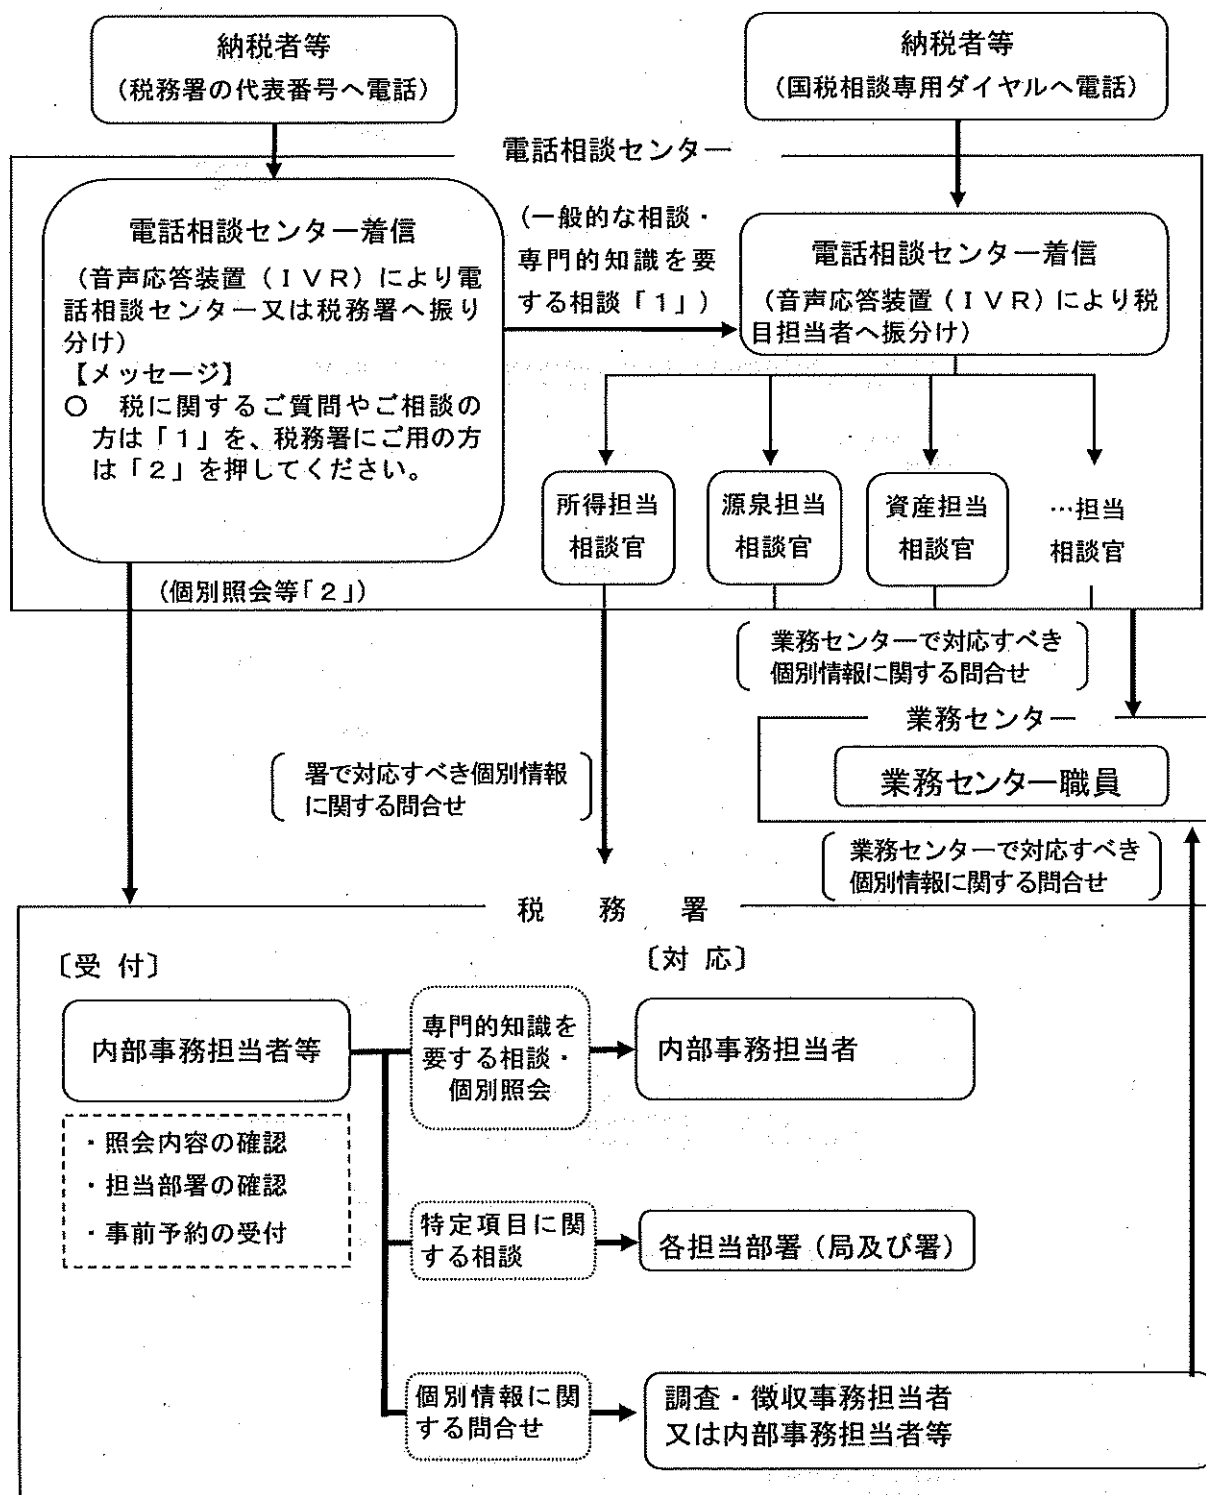 納税者等
(税務署の代表番号へ電話)
納税者等
(国税相談専用ダイヤルへ電話)
電話相談センター
電話相談センター着信
(音声応答装置(IVR)により電
話相談センター又は税務署へ振り
分け)
【メッセージ】
○ 税に関するご質問やご相談の
方は「1」を、税務署にご用の方
は「2」を押してください。
(一般的な相談・
専門的知識を要
する相談「1」)
電話相談センター着信
(音声応答装置(IVR)により税
目担当者へ振分け)
所得担当
相談官
源泉担当
相談官
資産担当
相談官
…担当
相談官
(個別照会等「2」)
業務センターで対応すべき
個別情報に関する問合せ
業務センター
業務センター職員
署で対応すべき個別情報
に関する問合せ
業務センターで対応すべき
個別情報に関する問合せ
税務署
〔受付〕
〔対応〕
内部事務担当者等
・照会内容の確認
・担当部署の確認
・事前予約の受付
専門的知識を
要する相談・
個別照会
内部事務担当者
特定項目に関
する相談
各担当部署(局及び署)
個別情報に関
する問合せ
調査・徴収事務担当者
又は内部事務担当者等